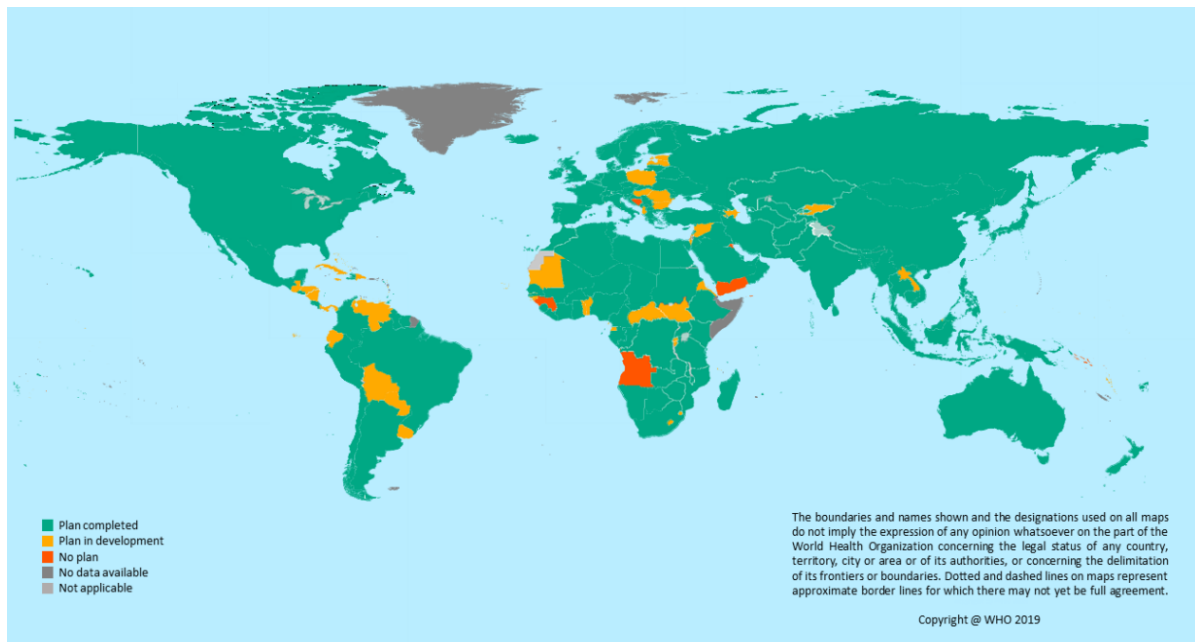 Plan completed
Plan in development
No plan
No data available
Not applicable
The boundaries and names shown and the designations used on all maps
do not imply the expression of any opinion whatsoever on the part of the
World Health Organization concerning the legal status of any country,
territory, city or area or of its authorities, or concerning the delimitation
of its frontiers or boundaries. Dotted and dashed lines on maps represent
approximate border lines for which there may not yet be full agreement.
Copyright @ WHO 2019